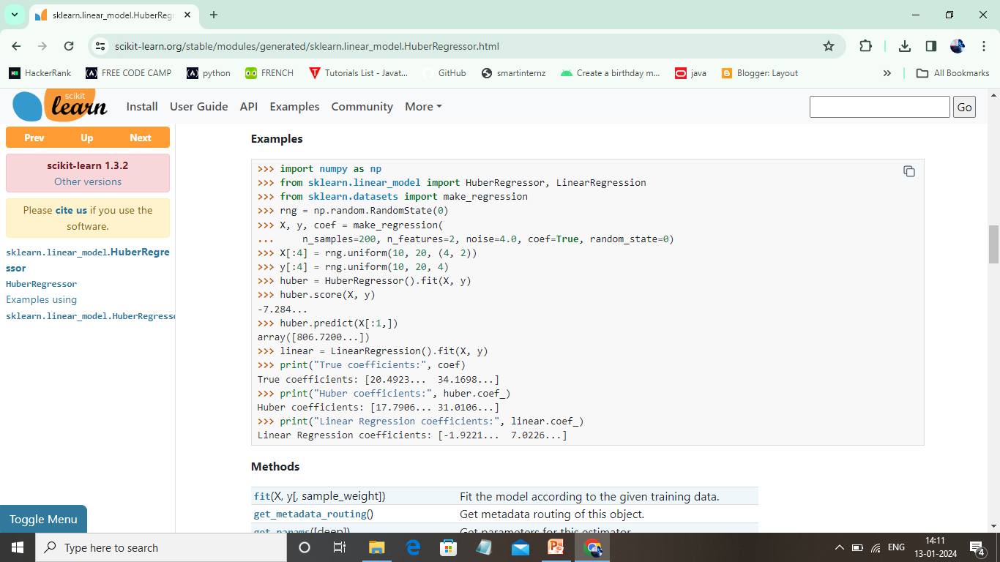 sklearn.linear_model.HuberRegr
scikit-learn.org/stable/modules/generated/sklearn.linear_model.HuberRegressor.html
HackerRank FREE CODE CAMP python FRENCH Tutorials List - Javat... GitHub smartinternz Create a birthday m... java Blogger: Layout » All Bookmarks
scikit learn Install User Guide API Examples Community More Go
Prev Up Next
scikit-learn 1.3.2
Other versions
Please cite us if you use the
software.
sklearn.linear_model.HuberRegre
ssor
HuberRegressor
Examples using
sklearn.linear_model.HuberRegresso
Toggle Menu
Examples
>>> import numpy as np
>>> from sklearn.linear_model import HuberRegressor, LinearRegression
>>> from sklearn.datasets import make_regression
>>> rng = np.random.RandomState(0)
>>> X, y, coef = make_regression(
...     n_samples=200, n_features=2, noise=4.0, coef=True, random_state=0)
>>> X[:4] = rng.uniform(10, 20, (4, 2))
>>> y[:4] = rng.uniform(10, 20, 4)
>>> huber = HuberRegressor().fit(X, y)
>>> huber.score(X, y)
-7.284...
>>> huber.predict(X[:1,])
array([806.7200...])
>>> linear = LinearRegression().fit(X, y)
>>> print("True coefficients:", coef)
True coefficients: [20.4923...  34.1698...]
>>> print("Huber coefficients:", huber.coef_)
Huber coefficients: [17.7906... 31.0106...]
>>> print("Linear Regression coefficients:", linear.coef_)
Linear Regression coefficients: [-1.9221...  7.0226...]
Methods
fit(X, y[, sample_weight]) Fit the model according to the given training data.
get_metadata_routing() Get metadata routing of this object.
get_params([deep]) Get parameters for this estimator.
Type here to search ENG 14:11
13-01-2024 4